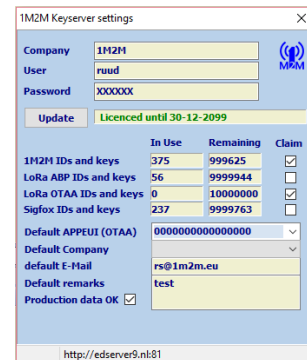 1M2M Keyserver settings
Company 1M2M
User ruud
Password XXXXXX
M2M
Update Licenced until 30-12-2099
In Use Remaining Claim
1M2M IDs and keys 375 999625
LoRa ABP IDs and keys 56 9999944
LoRa OTAA IDs and keys 0 10000000
Sigfox IDs and keys 237 9999763
Default APPEUI (OTAA) 0000000000000000
Default Company
default E-Mail rs@1m2m.eu
Default remarks test
Production data OK
http://edserver9.nl:81